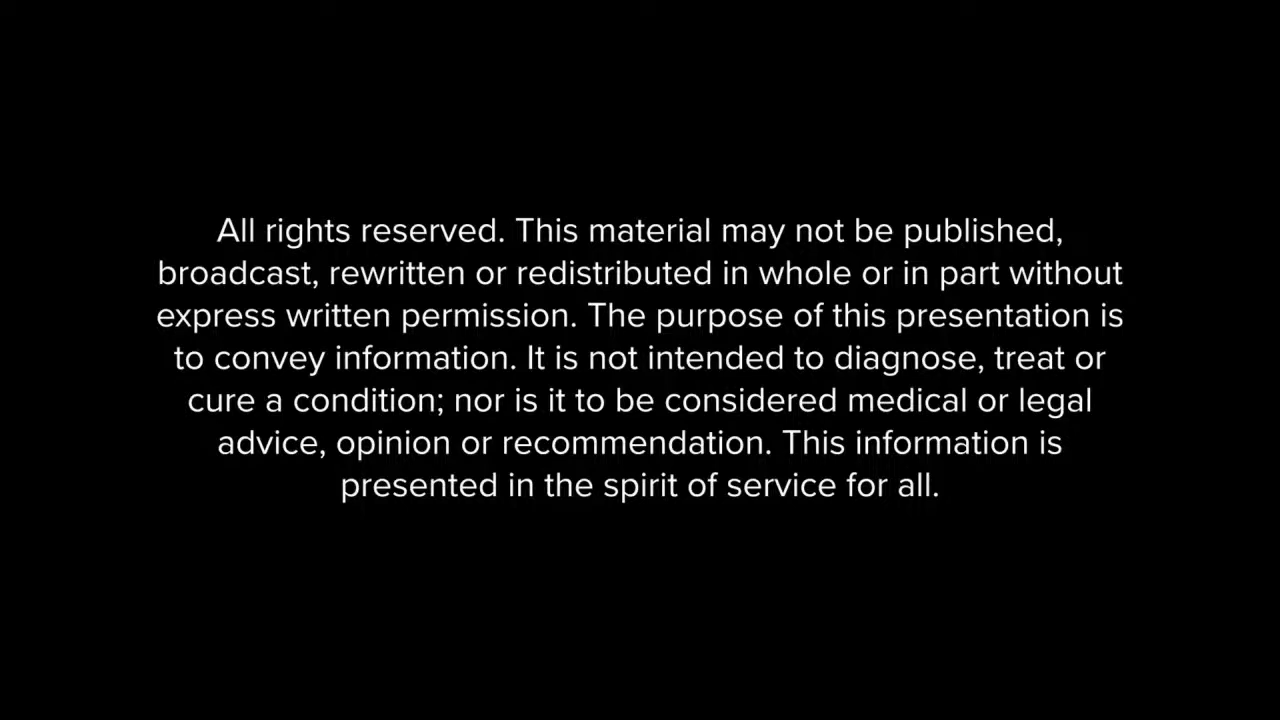 All rights reserved. This material may not be published,
broadcast, rewritten or redistributed in whole or in part without
express written permission. The purpose of this presentation is
to convey information. It is not intended to diagnose, treat or
cure a condition; nor is it to be considered medical or legal
advice, opinion or recommendation. This information is
presented in the spirit of service for all.